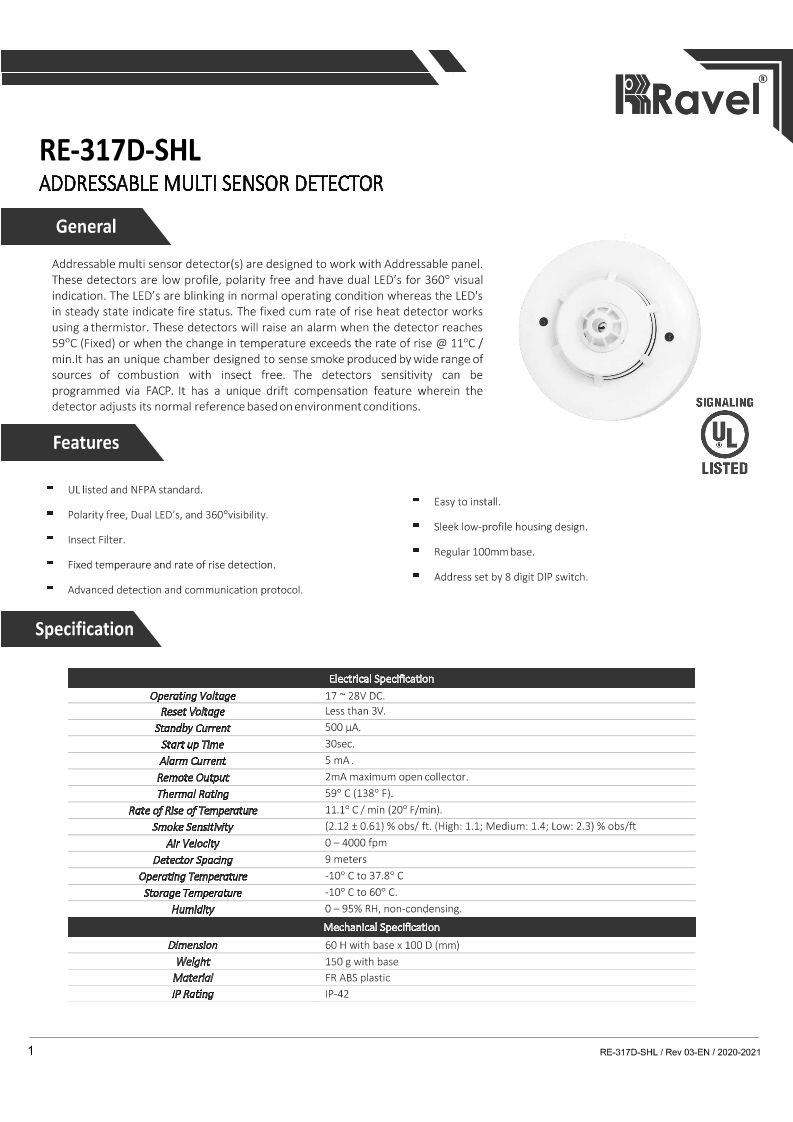 Ravel®
RE-317D-SHL
ADDRESSABLE MULTI SENSOR DETECTOR
General
Addressable multi sensor detector(s) are designed to work with Addressable panel.
These detectors are low profile, polarity free and have dual LED's for 360° visual
indication. The LED's are blinking in normal operating condition whereas the LED's
in steady state indicate fire status. The fixed cum rate of rise heat detector works
using a thermistor. These detectors will raise an alarm when the detector reaches
59°C (Fixed) or when the change in temperature exceeds the rate of rise @ 11°C /
min.It has an unique chamber designed to sense smoke produced by wide range of
sources of combustion with insect free. The detectors sensitivity can be
programmed via FACP. It has a unique drift compensation feature wherein the
detector adjusts its normal reference based on environment conditions.
SIGNALING
UL
®
LISTED
Features
UL listed and NFPA standard.
Polarity free, Dual LED's, and 360°visibility.
Insect Filter.
Fixed temperaure and rate of rise detection.
Advanced detection and communication protocol.
Easy to install.
Sleek low-profile housing design.
Regular 100mm base.
Address set by 8 digit DIP switch.
Specification
Electrical Specification
Operating Voltage 17 ~ 28V DC.
Reset Voltage Less than 3V.
Standby Current 500 µA.
Start up Time 30sec.
Alarm Current 5 mA .
Remote Output 2mA maximum open collector.
Thermal Rating 59° C (138° F).
Rate of Rise of Temperature 11.1° C / min (20° F/min).
Smoke Sensitivity (2.12 ± 0.61) % obs/ ft. (High: 1.1; Medium: 1.4; Low: 2.3) % obs/ft
Air Velocity 0 – 4000 fpm
Detector Spacing 9 meters
Operating Temperature -10° C to 37.8° C
Storage Temperature -10° C to 60° C.
Humidity 0 – 95% RH, non-condensing.
Mechanical Specification
Dimension 60 H with base x 100 D (mm)
Weight 150 g with base
Material FR ABS plastic
IP Rating IP-42
1
RE-317D-SHL / Rev 03-EN / 2020-2021